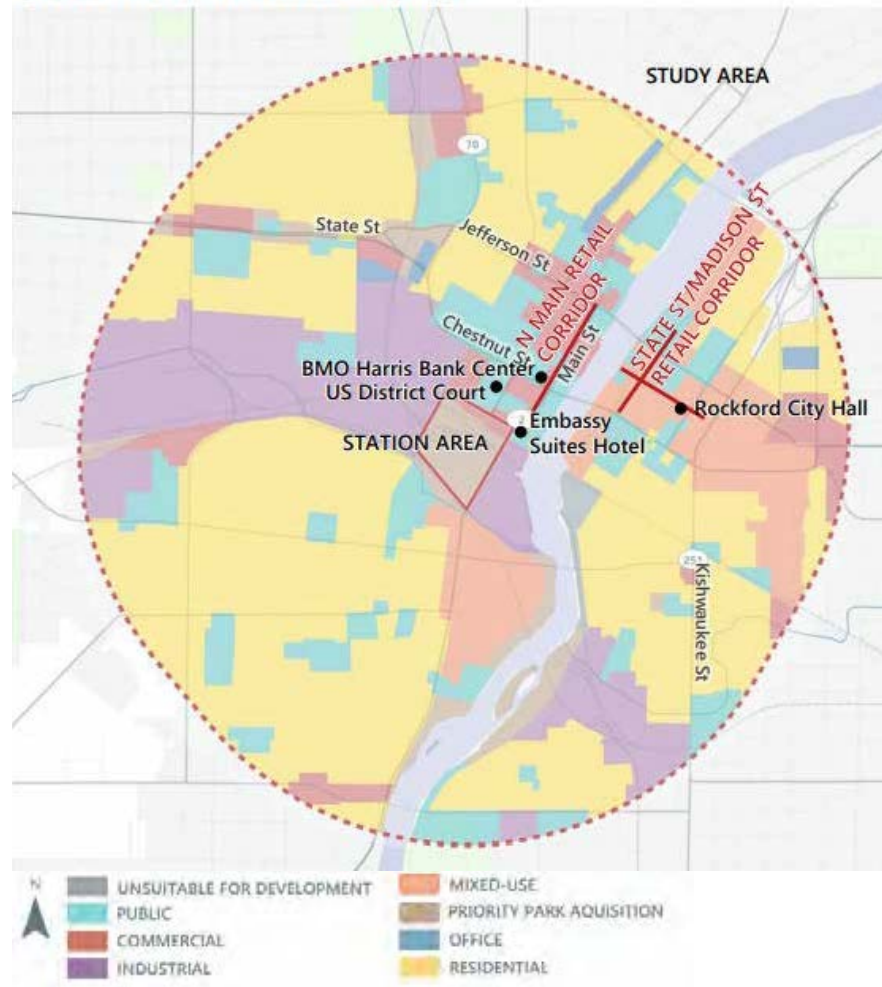 STUDY AREA
70
State St
Jefferson St
N MAIN RETAIL
CORRIDOR
STATE ST/MADISON ST
RETAIL CORRIDOR
Chestnut St
Main St
BMO Harris Bank Center
US District Court
2
Embassy
Suites Hotel
Rockford City Hall
STATION AREA
251
Kishwaukee St
N
UNSUITABLE FOR DEVELOPMENT
PUBLIC
COMMERCIAL
INDUSTRIAL
MIXED-USE
PRIORITY PARK AQUISITION
OFFICE
RESIDENTIAL